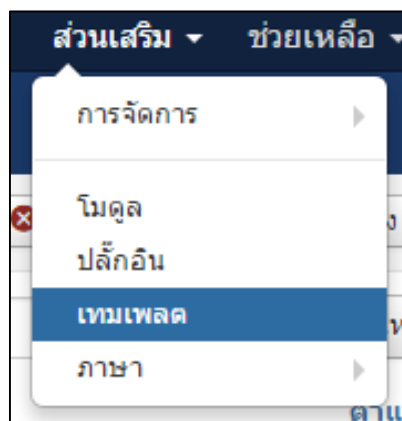 ส่วนเสริม ช่วยเหลือ
การจัดการ
โมดูล
ปลั๊กอิน
เทมเพลต
ภาษา